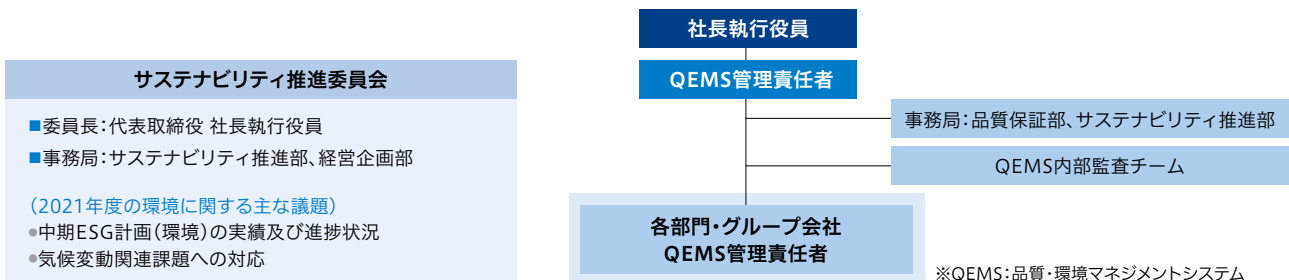 サステナビリティ推進委員会
■委員長：代表取締役 社長執行役員
■事務局：サステナビリティ推進部、経営企画部
（2021年度の環境に関する主な議題）
●中期ESG計画（環境）の実績及び進捗状況
●気候変動関連課題への対応
社長執行役員
QEMS管理責任者
事務局：品質保証部、サステナビリティ推進部
QEMS内部監査チーム
各部門・グループ会社
QEMS管理責任者
※QEMS：品質・環境マネジメントシステム